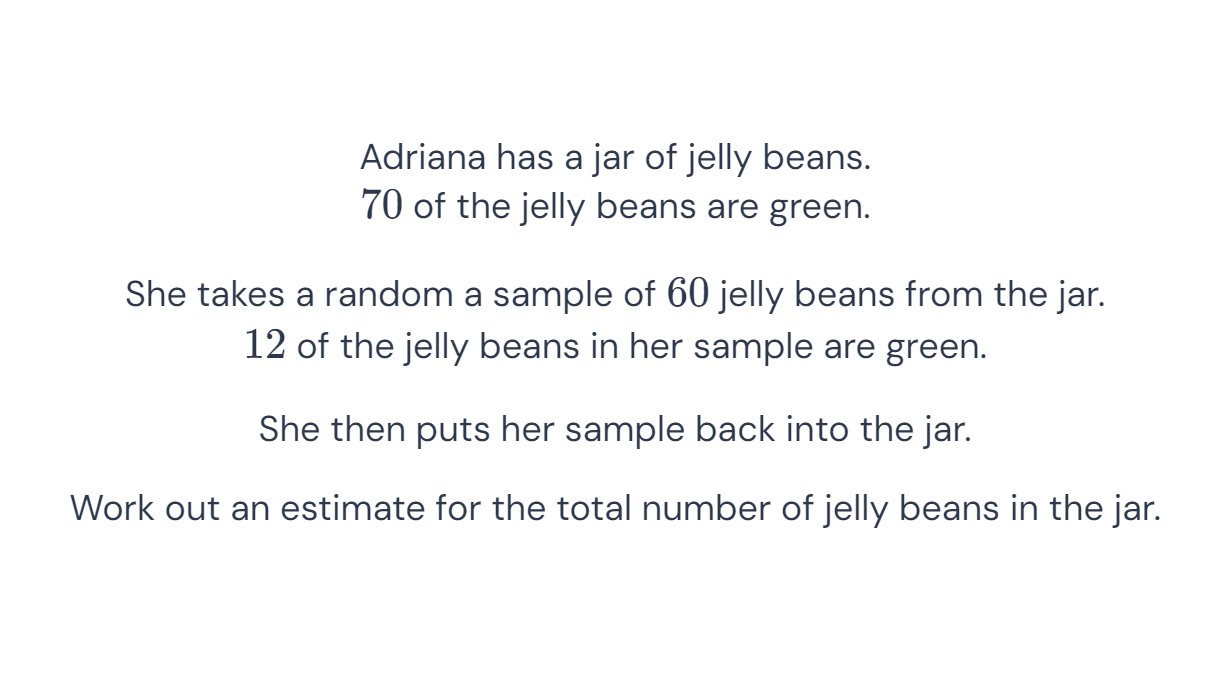 Adriana has a jar of jelly beans.
70 of the jelly beans are green.
She takes a random a sample of 60 jelly beans from the jar.
12 of the jelly beans in her sample are green.
She then puts her sample back into the jar.
Work out an estimate for the total number of jelly beans in the jar.